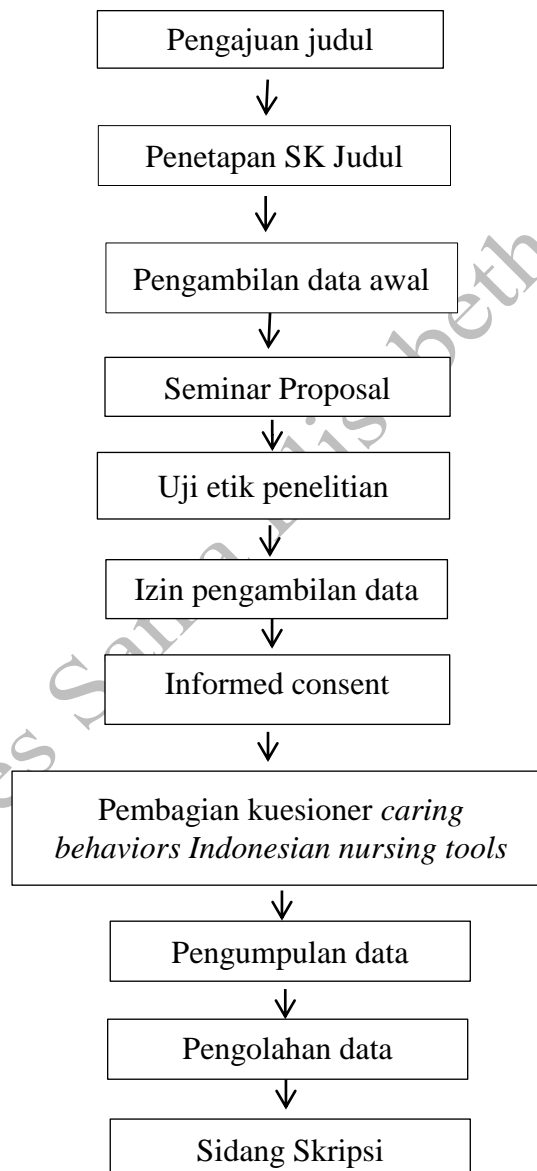 Pengajuan judul
Penetapan SK Judul
Pengambilan data awal
Seminar Proposal
Uji etik penelitian
Izin pengambilan data
Informed consent
Pembagian kuesioner caring
behaviors Indonesian nursing tools
Pengumpulan data
Pengolahan data
Sidang Skripsi